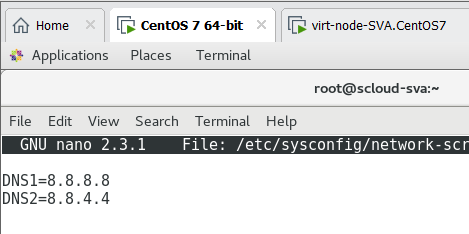 Home CentOS 7 64-bit virt-node-SVA.CentOS7
Applications Places Terminal
root@scloud-sva:~
File Edit View Search Terminal Help
GNU nano 2.3.1 File: /etc/sysconfig/network-scr
DNS1=8.8.8.8
DNS2=8.8.4.4